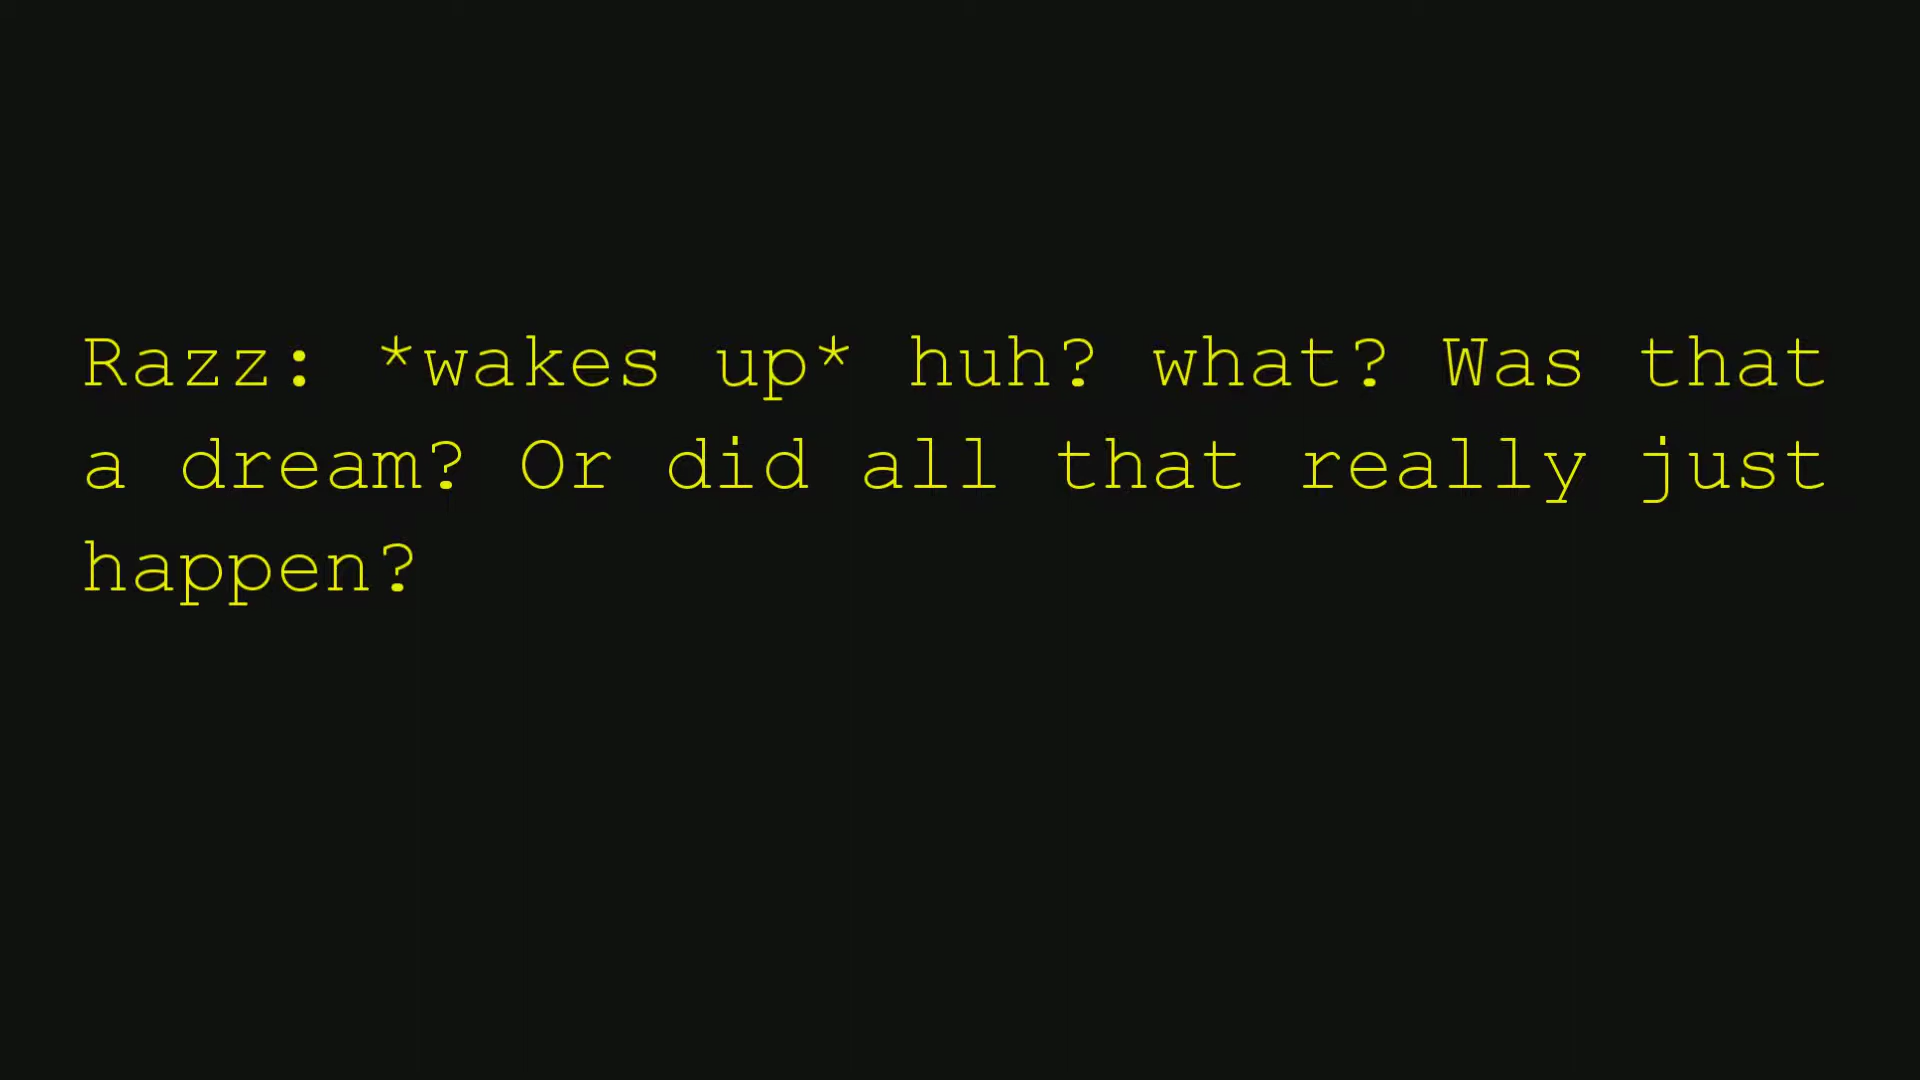 Razz: *wakes up* huh? what? Was that
a dream? Or did all that really just
happen?